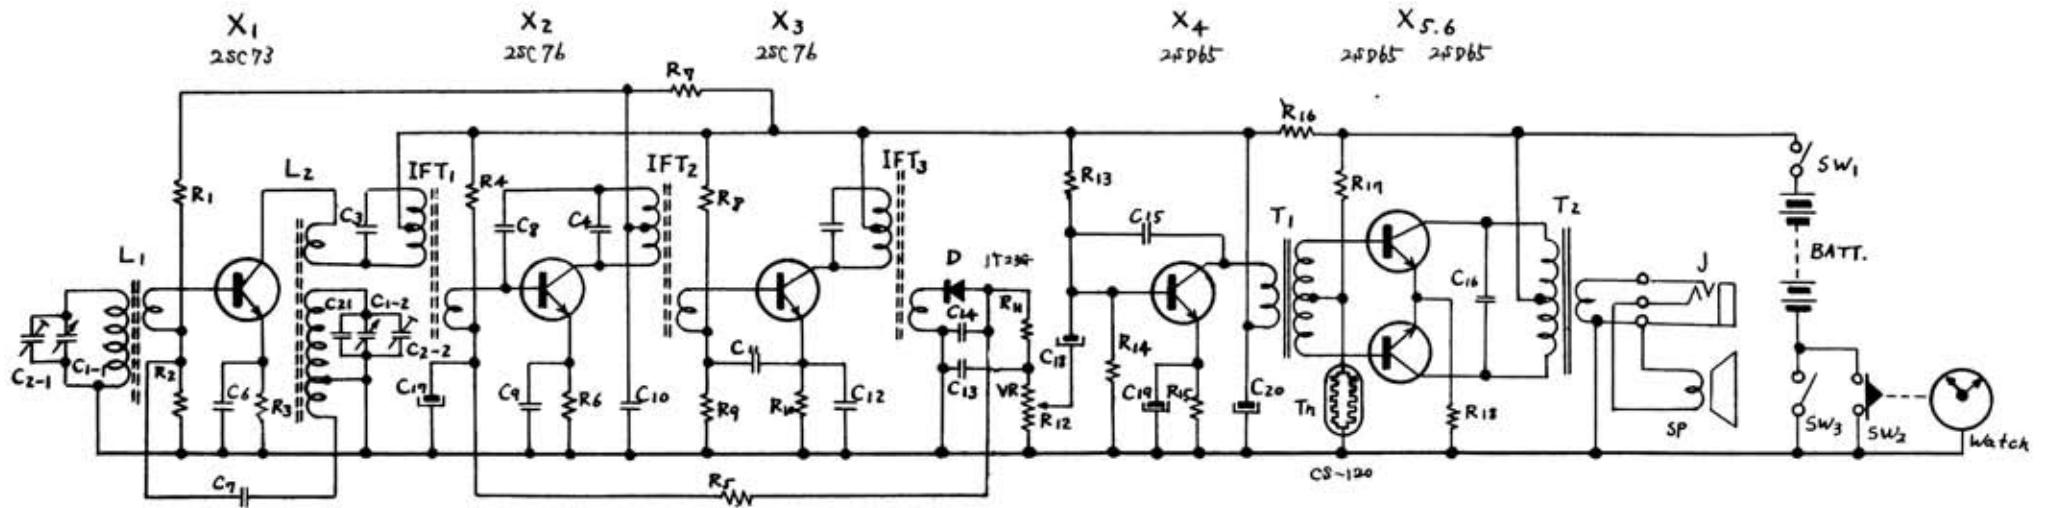 X1 X2 X3 X4 X5.6
2SC73 2SC76 2SC76 2SD65 2SD65 2SD65
R7
R16
L2 IFT1 IFT2 IFT3
R1 R4 R8 R13 R17
C3 C8 C4 C15 T1 T2
L1 D SW1
C21 C1-2 R11 C16 BATT. J
C2-1 C1-1 R2 C2-2 C14
C11 C18 R14
C6 R3 C17 C9 R6 C10 R9 C12 C13 VR R12 C19 R15 C20 Tn R18 SP SW3 SW2 Watch
C7 R5 CS-120